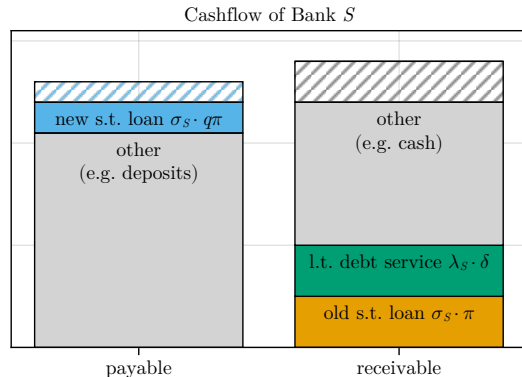 Cashflow of Bank S
new s.t. loan σ_S · qπ
other
(e.g. deposits)
other
(e.g. cash)
l.t. debt service λ_S · δ
old s.t. loan σ_S · π
payable
receivable